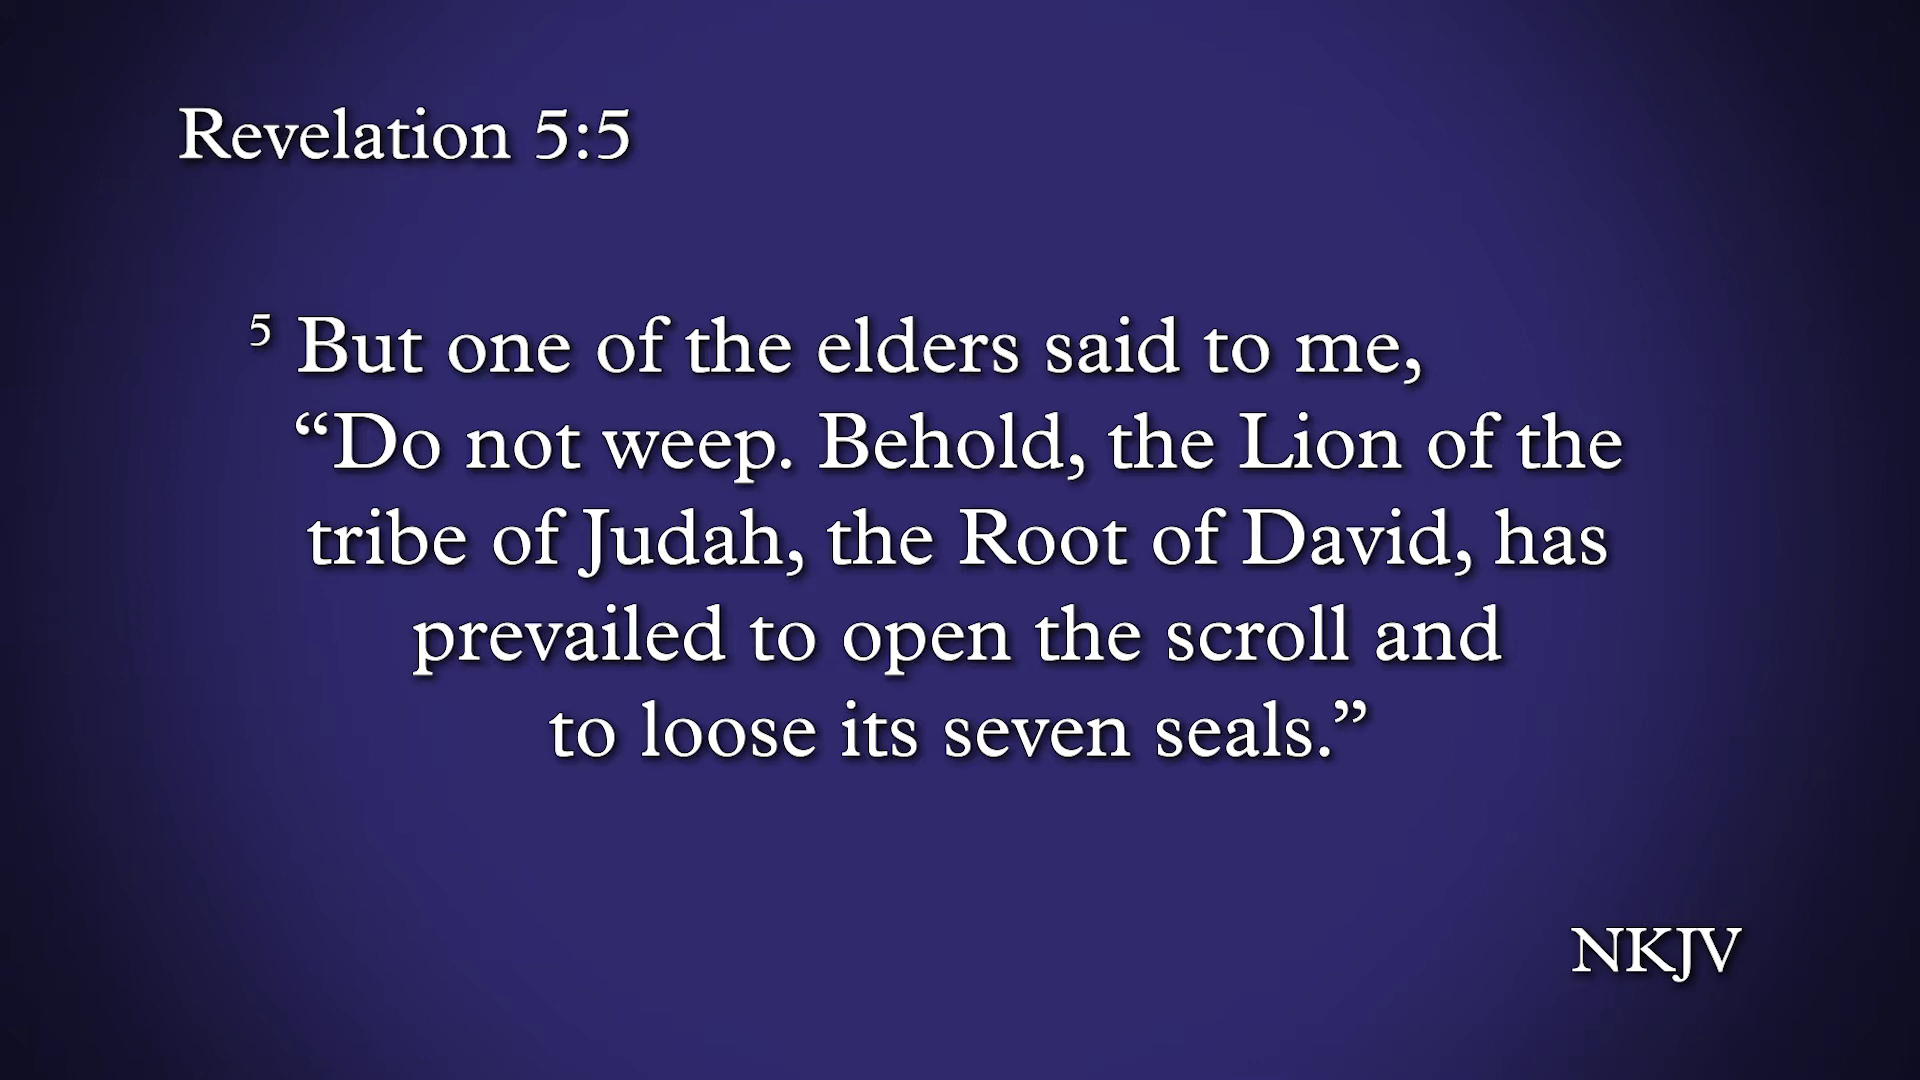 Revelation 5:5
5 But one of the elders said to me,
“Do not weep. Behold, the Lion of the
tribe of Judah, the Root of David, has
prevailed to open the scroll and
to loose its seven seals.”
NKJV